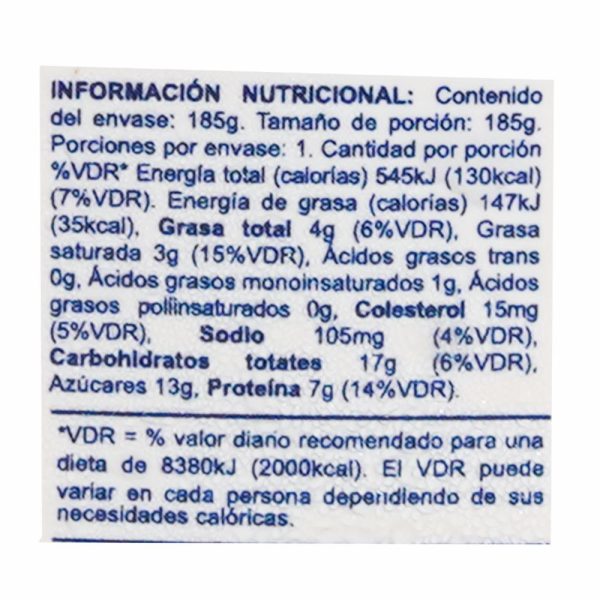 INFORMACIÓN NUTRICIONAL: Contenido
del envase: 185g. Tamaño de porción: 185g.
Porciones por envase: 1. Cantidad por porción
%VDR* Energía total (calorías) 545kJ (130kcal)
(7%VDR). Energía de grasa (calorías) 147kJ
(35kcal), Grasa total 4g (6%VDR), Grasa
saturada 3g (15%VDR), Ácidos grasos trans
0g, Ácidos grasos monoinsaturados 1g, Ácidos
grasos poliinsaturados 0g, Colesterol 15mg
(5%VDR), Sodio 105mg (4%VDR),
Carbohidratos totates 17g (6%VDR),
Azúcares 13g, Proteína 7g (14%VDR).
*VDR = % valor diario recomendado para una
dieta de 8380kJ (2000kcal). El VDR puede
variar en cada persona dependiendo de sus
necesidades calóricas.